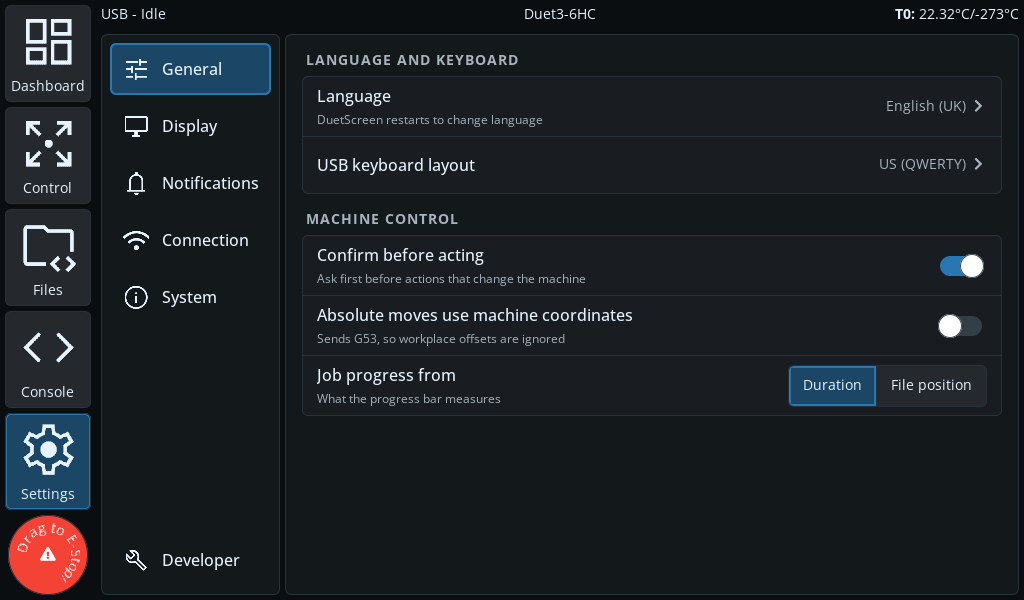 USB - Idle
Duet3-6HC
T0: 22.32°C/-273°C
Dashboard
Control
Files
Console
Settings
Drag to E-Stop!
General
Display
Notifications
Connection
System
Developer
LANGUAGE AND KEYBOARD
Language
English (UK)
DuetScreen restarts to change language
USB keyboard layout
US (QWERTY)
MACHINE CONTROL
Confirm before acting
Ask first before actions that change the machine
Absolute moves use machine coordinates
Sends G53, so workplace offsets are ignored
Job progress from
What the progress bar measures
Duration
File position